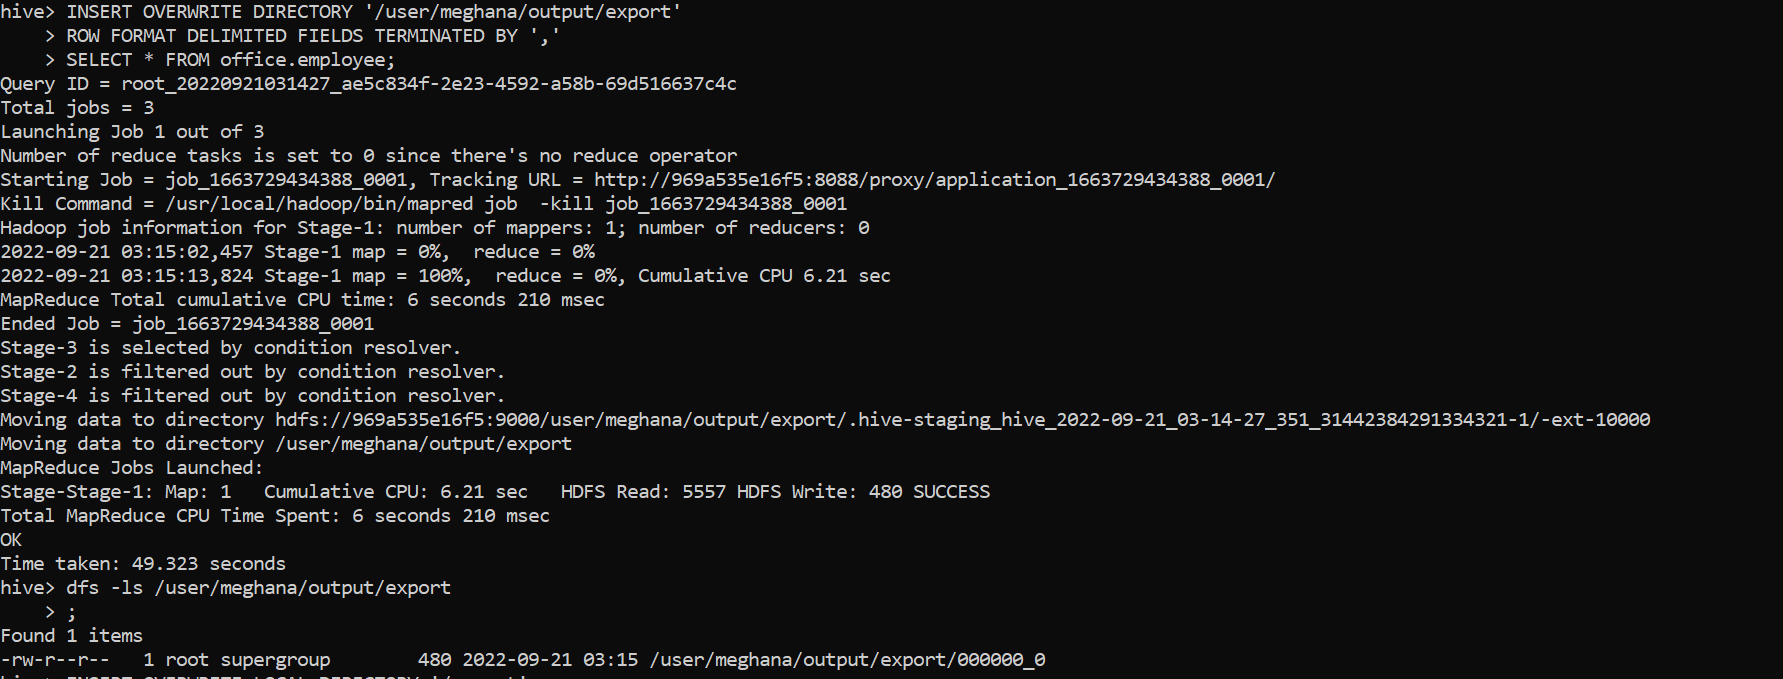 hive> INSERT OVERWRITE DIRECTORY '/user/meghana/output/export'
    > ROW FORMAT DELIMITED FIELDS TERMINATED BY ','
    > SELECT * FROM office.employee;
Query ID = root_20220921031427_ae5c834f-2e23-4592-a58b-69d516637c4c
Total jobs = 3
Launching Job 1 out of 3
Number of reduce tasks is set to 0 since there's no reduce operator
Starting Job = job_1663729434388_0001, Tracking URL = http://969a535e16f5:8088/proxy/application_1663729434388_0001/
Kill Command = /usr/local/hadoop/bin/mapred job  -kill job_1663729434388_0001
Hadoop job information for Stage-1: number of mappers: 1; number of reducers: 0
2022-09-21 03:15:02,457 Stage-1 map = 0%,  reduce = 0%
2022-09-21 03:15:13,824 Stage-1 map = 100%,  reduce = 0%, Cumulative CPU 6.21 sec
MapReduce Total cumulative CPU time: 6 seconds 210 msec
Ended Job = job_1663729434388_0001
Stage-3 is selected by condition resolver.
Stage-2 is filtered out by condition resolver.
Stage-4 is filtered out by condition resolver.
Moving data to directory hdfs://969a535e16f5:9000/user/meghana/output/export/.hive-staging_hive_2022-09-21_03-14-27_351_31442384291334321-1/-ext-10000
Moving data to directory /user/meghana/output/export
MapReduce Jobs Launched:
Stage-Stage-1: Map: 1   Cumulative CPU: 6.21 sec   HDFS Read: 5557 HDFS Write: 480 SUCCESS
Total MapReduce CPU Time Spent: 6 seconds 210 msec
OK
Time taken: 49.323 seconds
hive> dfs -ls /user/meghana/output/export
    > ;
Found 1 items
-rw-r--r--   1 root supergroup        480 2022-09-21 03:15 /user/meghana/output/export/000000_0
hive> INSERT OVERWRITE LOCAL DIRECTORY